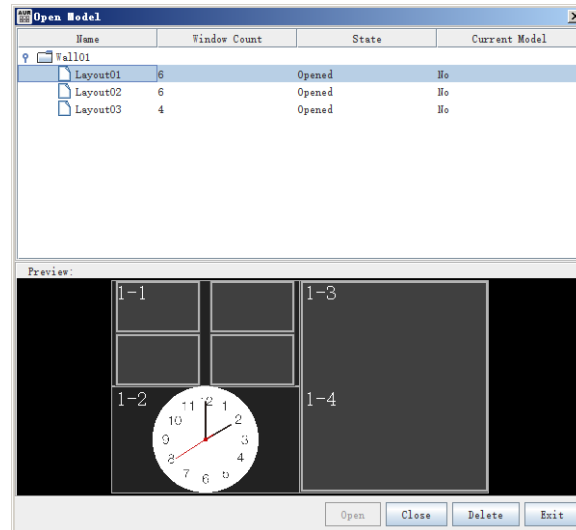 AUR Open Model
Name Window Count State Current Model
Wall01
Layout01 6 Opened No
Layout02 6 Opened No
Layout03 4 Opened No
Preview:
1-1 1-3
1-2 1-4
12 1 2 3 4 5 6 7 8 9 10 11
Open Close Delete Exit